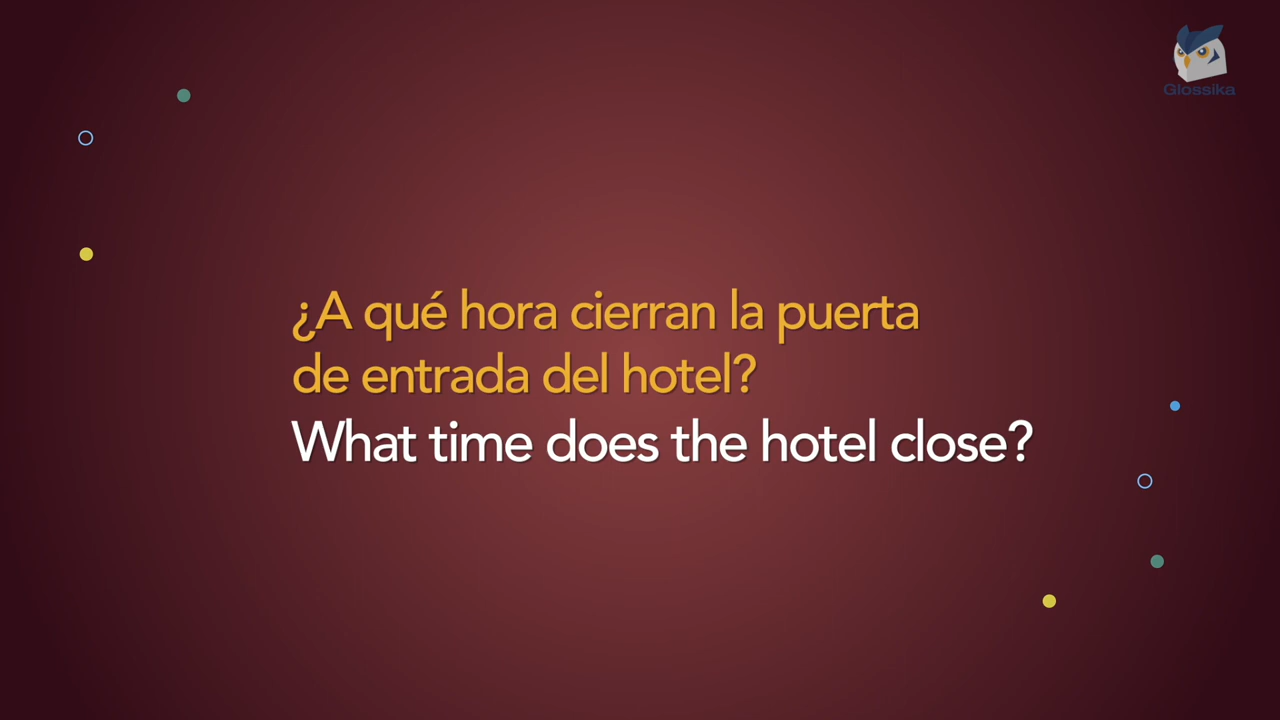 Glossika
¿A qué hora cierran la puerta
de entrada del hotel?
What time does the hotel close?